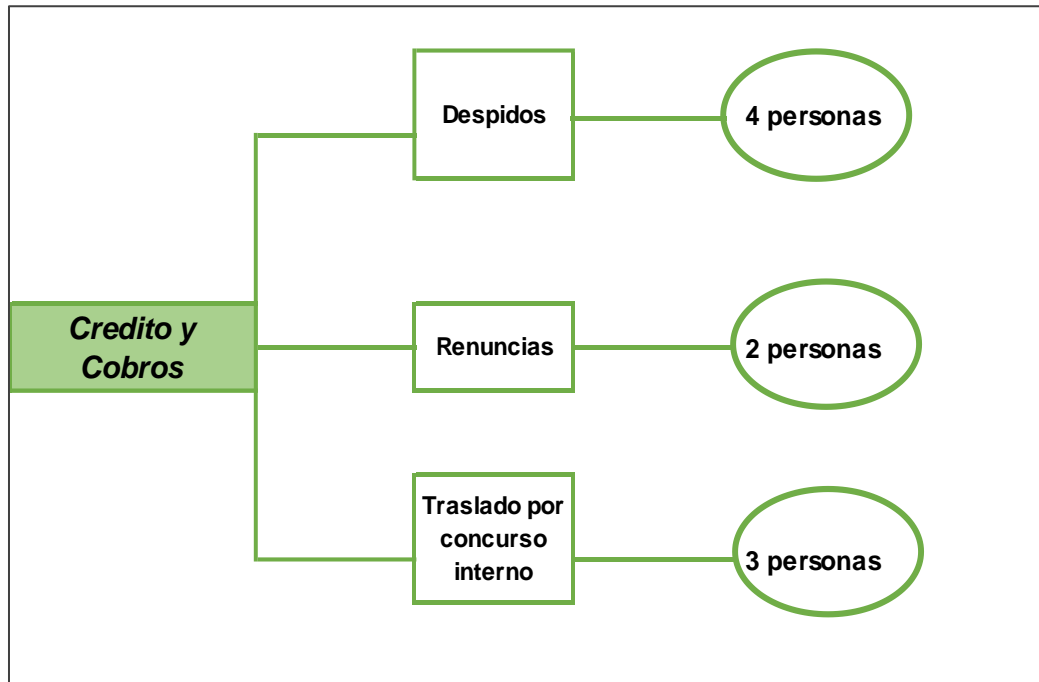 Despidos
4 personas
Credito y
Cobros
Renuncias
2 personas
Traslado por
concurso
interno
3 personas